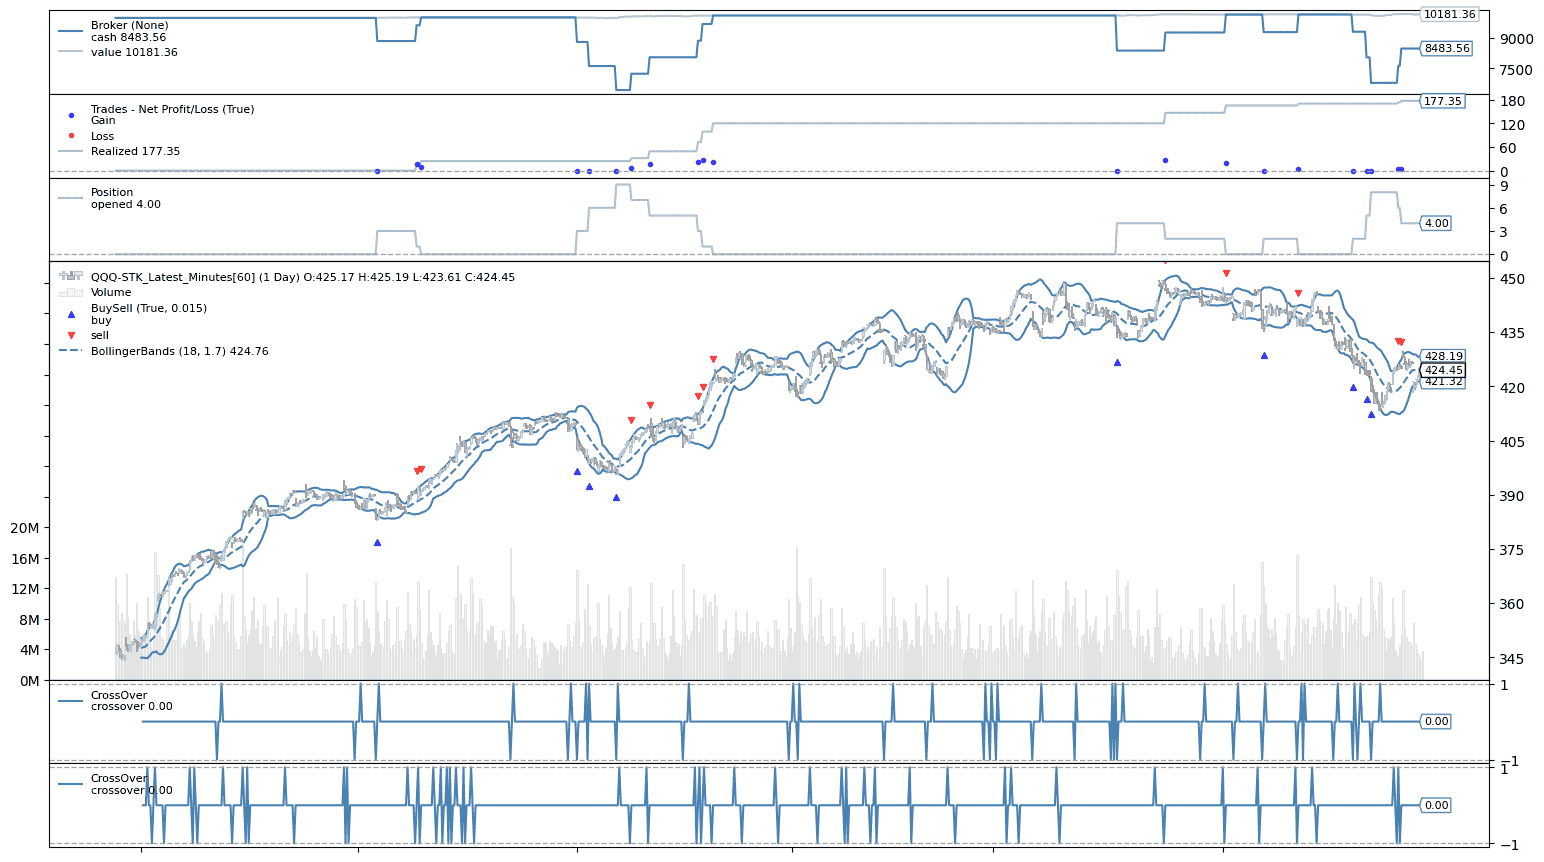 Broker (None)
cash 8483.56
value 10181.36
10181.36
9000
8483.56
7500
Trades - Net Profit/Loss (True)
Gain
Loss
Realized 177.35
180
177.35
120
60
0
Position
opened 4.00
9
6
4.00
3
0
QQQ-STK_Latest_Minutes[60] (1 Day) O:425.17 H:425.19 L:423.61 C:424.45
Volume
BuySell (True, 0.015)
buy
sell
BollingerBands (18, 1.7) 424.76
450
435
428.19
424.45
421.32
420
405
390
375
360
345
20M
16M
12M
8M
4M
0M
CrossOver
crossover 0.00
1
0.00
−1
CrossOver
crossover 0.00
1
0.00
−1